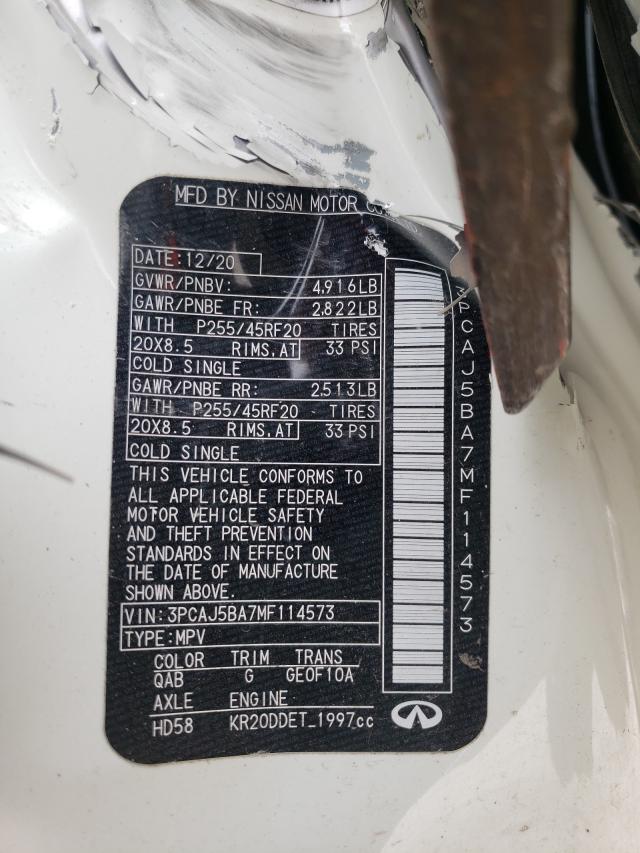 MFD BY NISSAN MOTOR
DATE:12/20
GVWR/PNBV: 4,916LB
GAWR/PNBE FR: 2,822LB
WITH P255/45RF20 TIRES
20X8.5 RIMS,AT 33 PSI
COLD SINGLE
GAWR/PNBE RR: 2,513LB
WITH P255/45RF20 TIRES
20X8.5 RIMS,AT 33 PSI
COLD SINGLE
THIS VEHICLE CONFORMS TO
ALL APPLICABLE FEDERAL
MOTOR VEHICLE SAFETY
AND THEFT PREVENTION
STANDARDS IN EFFECT ON
THE DATE OF MANUFACTURE
SHOWN ABOVE.
VIN: 3PCAJ5BA7MF114573
TYPE:MPV
COLOR TRIM TRANS
QAB G GE0F10A
AXLE ENGINE
HD58 KR20DDET_1997cc
3PCAJ5BA7MF114573